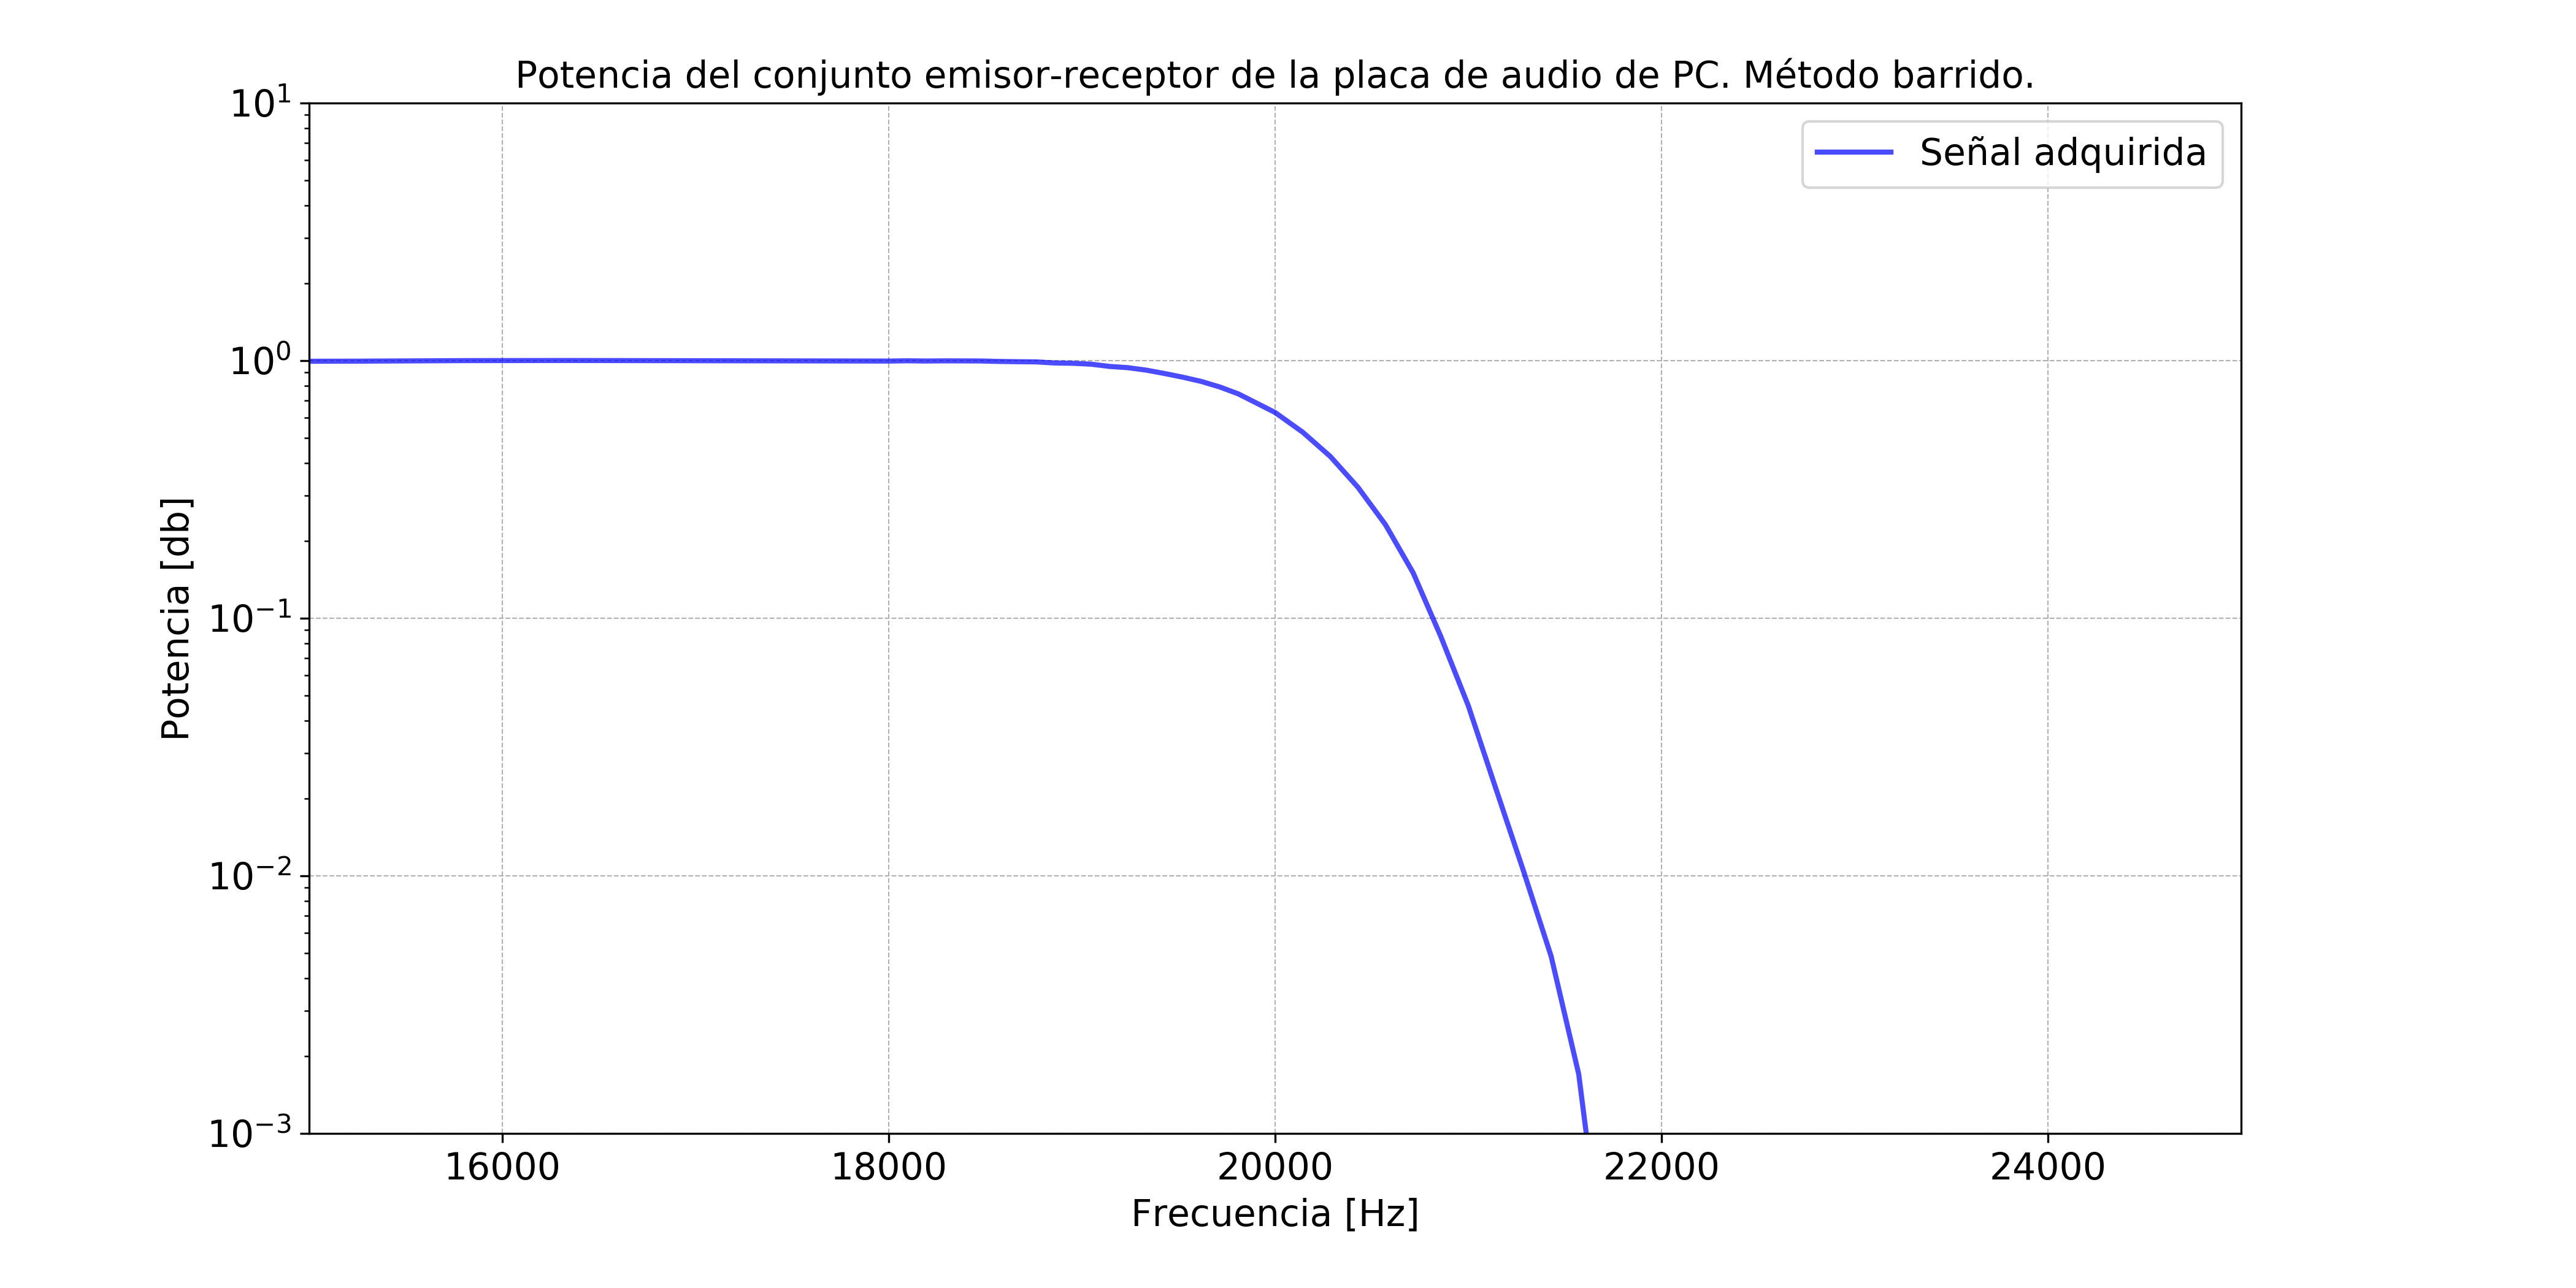 Potencia del conjunto emisor-receptor de la placa de audio de PC. Método barrido.
Señal adquirida
Potencia [db]
10¹
10⁰
10⁻¹
10⁻²
10⁻³
16000 18000 20000 22000 24000
Frecuencia [Hz]